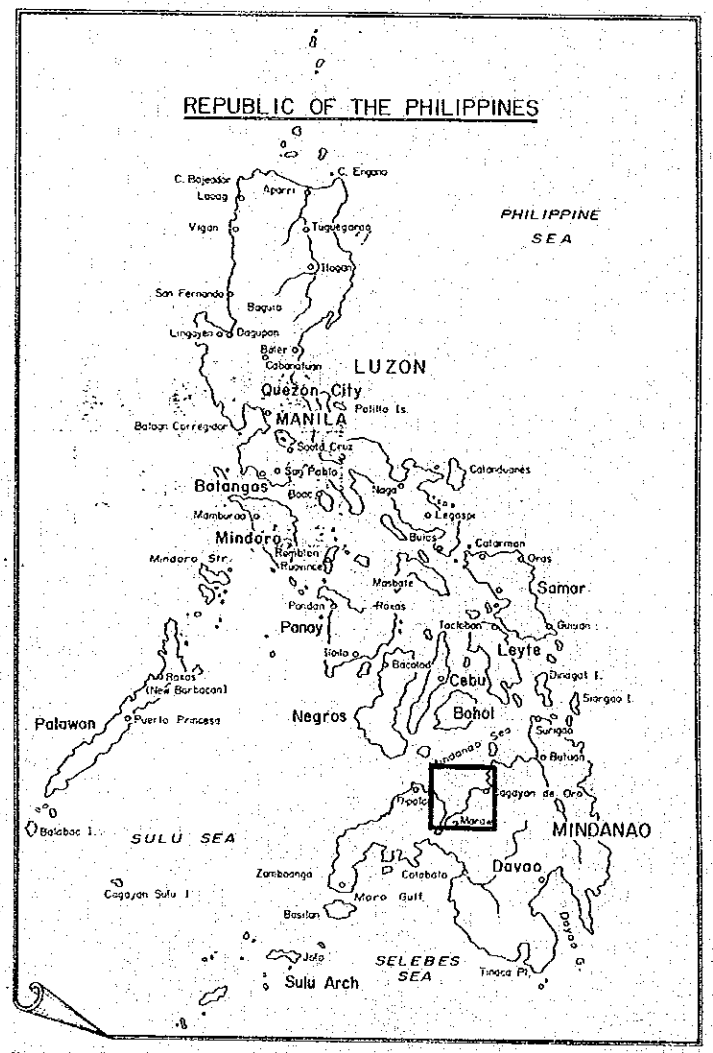 REPUBLIC OF THE PHILIPPINES
C. Bojeador
C. Engano
Laoag
Aparri
PHILIPPINE
SEA
Vigan
Tuguegarao
Ilagan
San Fernando
Baguio
Lingayen
Dagupan
Baler
Cabanatuan
LUZON
Quezon City
Polillo Is.
MANILA
Bataan Corregidor
Santa Cruz
San Pablo
Catanduanes
Batangas
Boac
Naga
Legaspi
Mamburao
Mindoro
Bulas
Catarman
Oras
Mindoro Str.
Romblon
Province
Masbate
Samar
Pandan
Roxas
Panay
Tacloban
Guiuan
Leyte
Iloilo
Bacolod
Dinagat I.
Roxas
(New Barbacan)
Cebu
Siargao I.
Palawan
Puerto Princesa
Negros
Bohol
Surigao
Mindanao Sea
Butuan
Cagayan de Oro
Balabac I.
SULU SEA
Marawi
MINDANAO
Zamboanga
Cotabato
Davao
Cagayan Sulu I
Moro Gulf
Basilan
Davao G.
Jolo
SELEBES
SEA
Tinaca Pt.
Sulu Arch